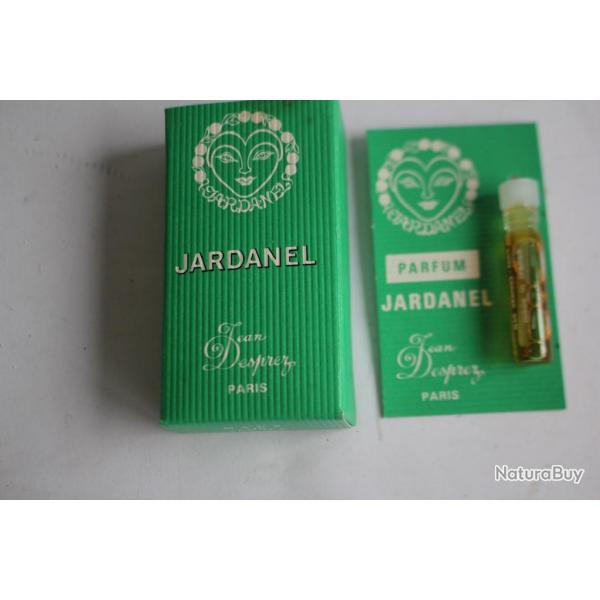 JARDANEL
JARDANEL
Jean
Desprez
PARIS
JARDANEL
PARFUM
JARDANEL
Jean
Desprez
PARIS
NaturaBuy